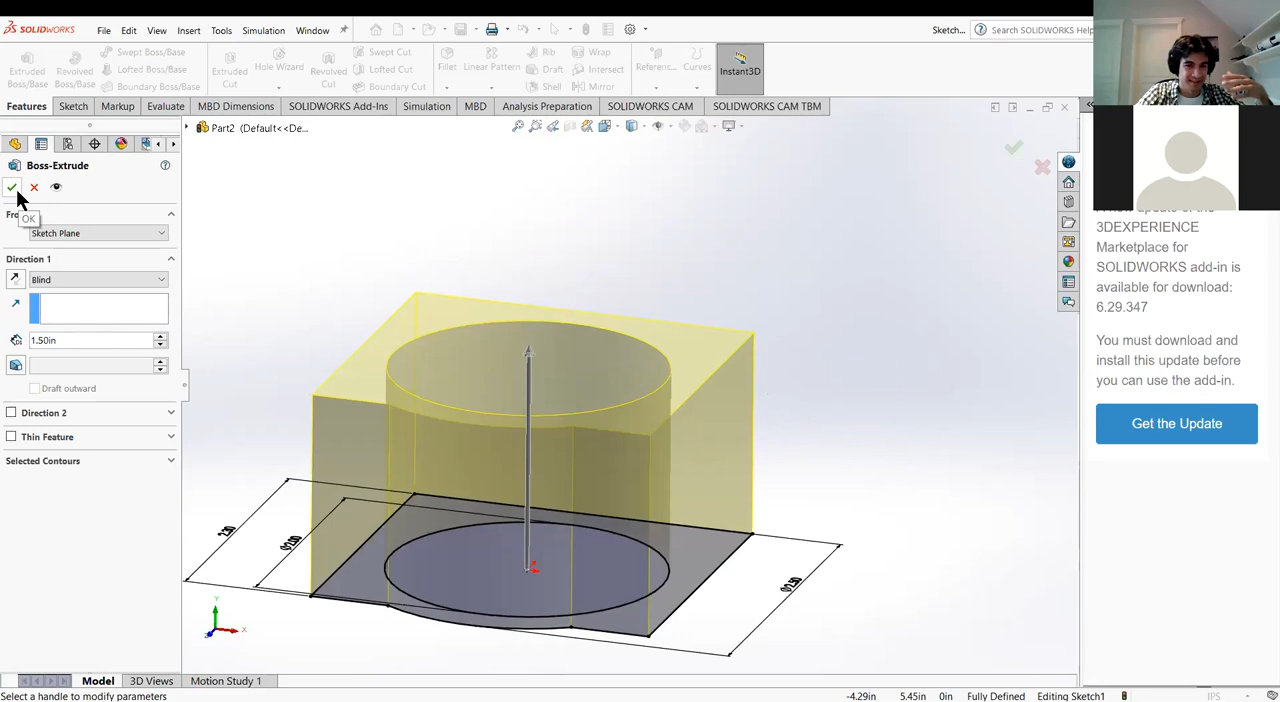 SOLIDWORKS File Edit View Insert Tools Simulation Window Sketch... Search SOLIDWORKS Help
Extruded Boss/Base
Revolved Boss/Base
Swept Boss/Base
Lofted Boss/Base
Boundary Boss/Base
Extruded Cut
Hole Wizard
Revolved Cut
Swept Cut
Lofted Cut
Boundary Cut
Fillet
Linear Pattern
Rib
Draft
Shell
Wrap
Intersect
Mirror
Referenc...
Curves
Instant3D
Features Sketch Markup Evaluate MBD Dimensions SOLIDWORKS Add-Ins Simulation MBD Analysis Preparation SOLIDWORKS CAM SOLIDWORKS CAM TBM
Part2 (Default<<De...
Boss-Extrude
OK
Sketch Plane
Direction 1
Blind
1.50in
Draft outward
Direction 2
Thin Feature
Selected Contours
2.30
Ø2.00
Ø2.50
Y
X
Z
3DEXPERIENCE
Marketplace for
SOLIDWORKS add-in is
available for download:
6.29.347
You must download and
install this update before
you can use the add-in.
Get the Update
Model 3D Views Motion Study 1
Select a handle to modify parameters -4.29in 5.45in 0in Fully Defined Editing Sketch1 IPS